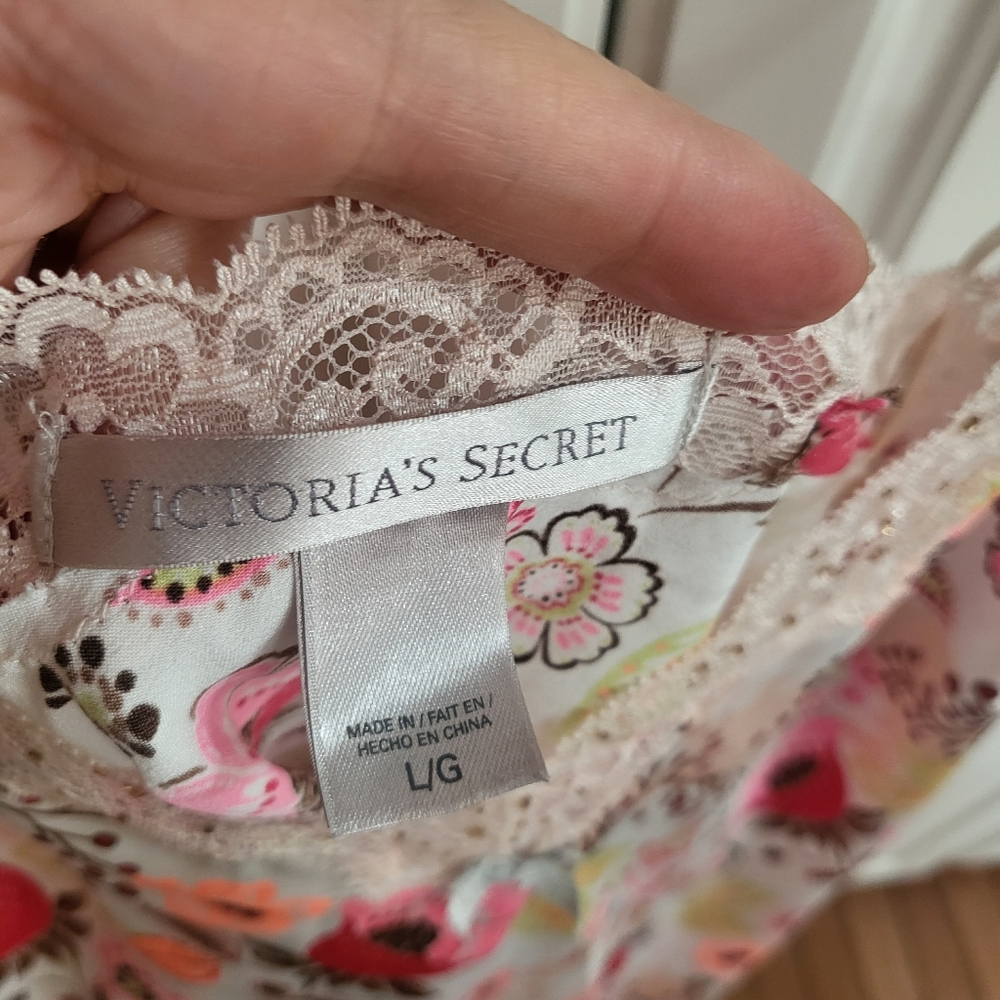 VICTORIA'S SECRET
MADE IN / FAIT EN /
HECHO EN CHINA
L/G